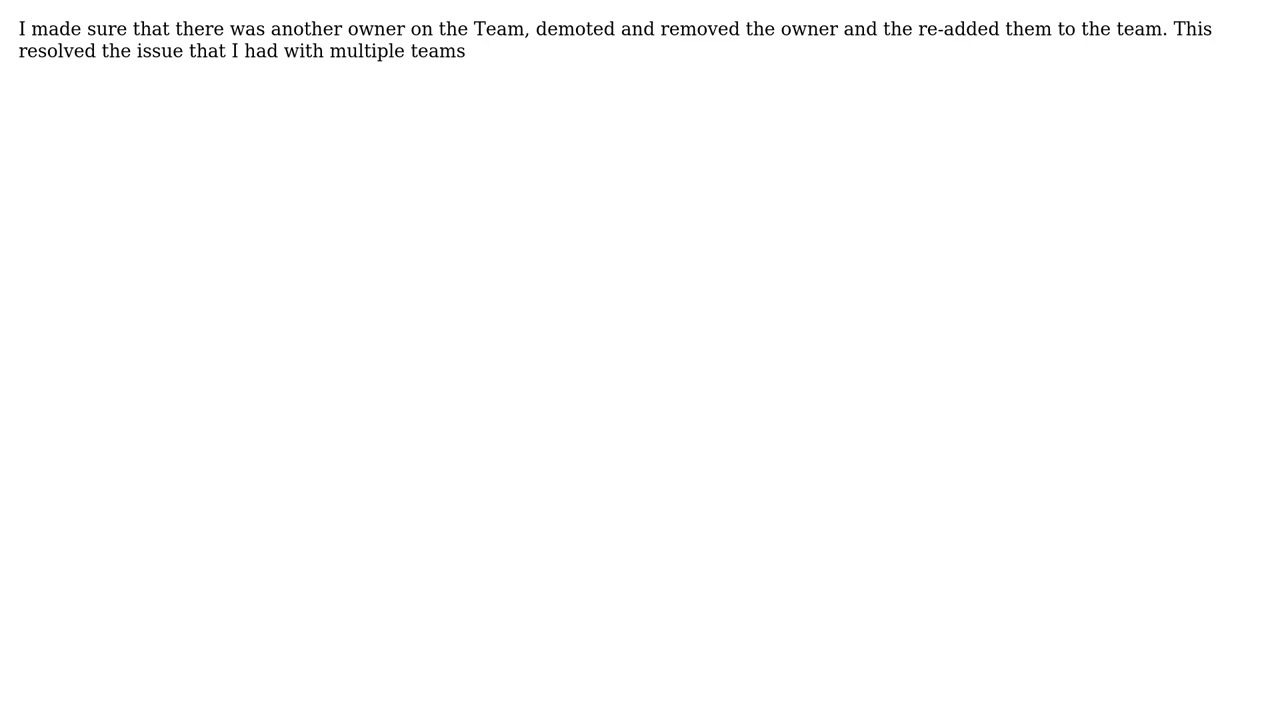 I made sure that there was another owner on the Team, demoted and removed the owner and the re-added them to the team. This
resolved the issue that I had with multiple teams